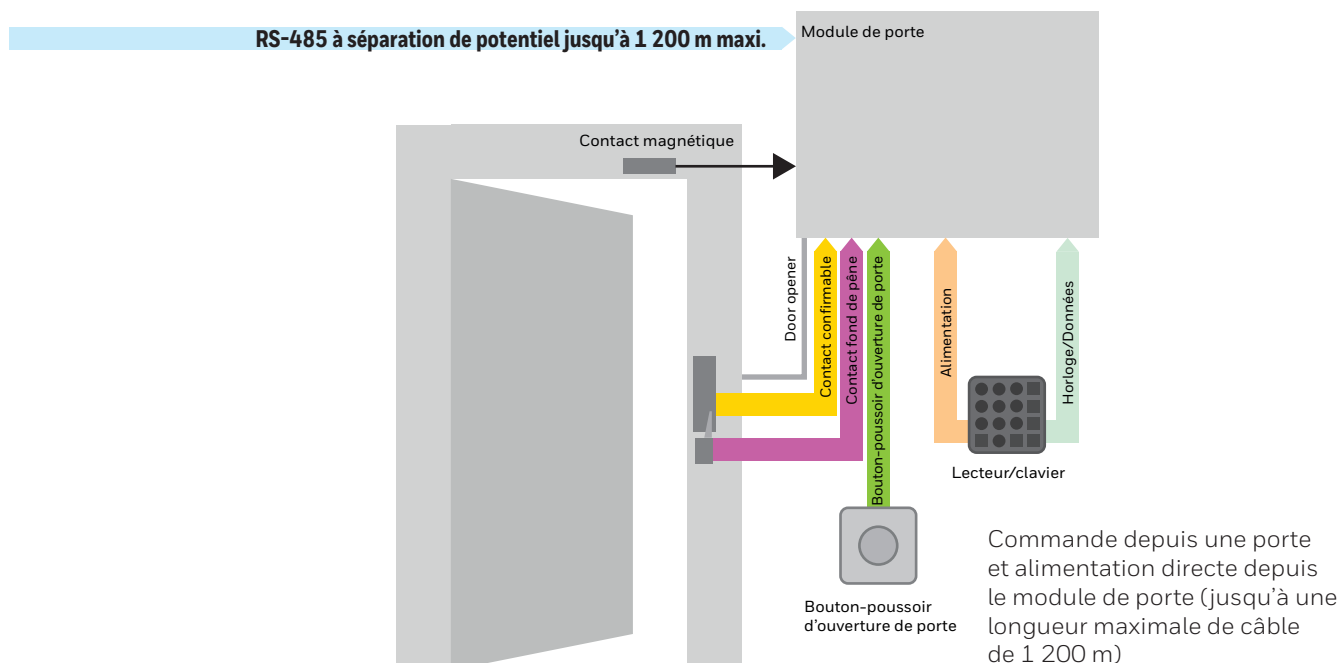 RS-485 à séparation de potentiel jusqu'à 1 200 m maxi.
Module de porte
Contact magnétique
Door opener
Contact confirmable
Contact fond de pêne
Bouton-poussoir d'ouverture de porte
Alimentation
Horloge/Données
Lecteur/clavier
Bouton-poussoir
d'ouverture de porte
Commande depuis une porte
et alimentation directe depuis
le module de porte (jusqu'à une
longueur maximale de câble
de 1 200 m)